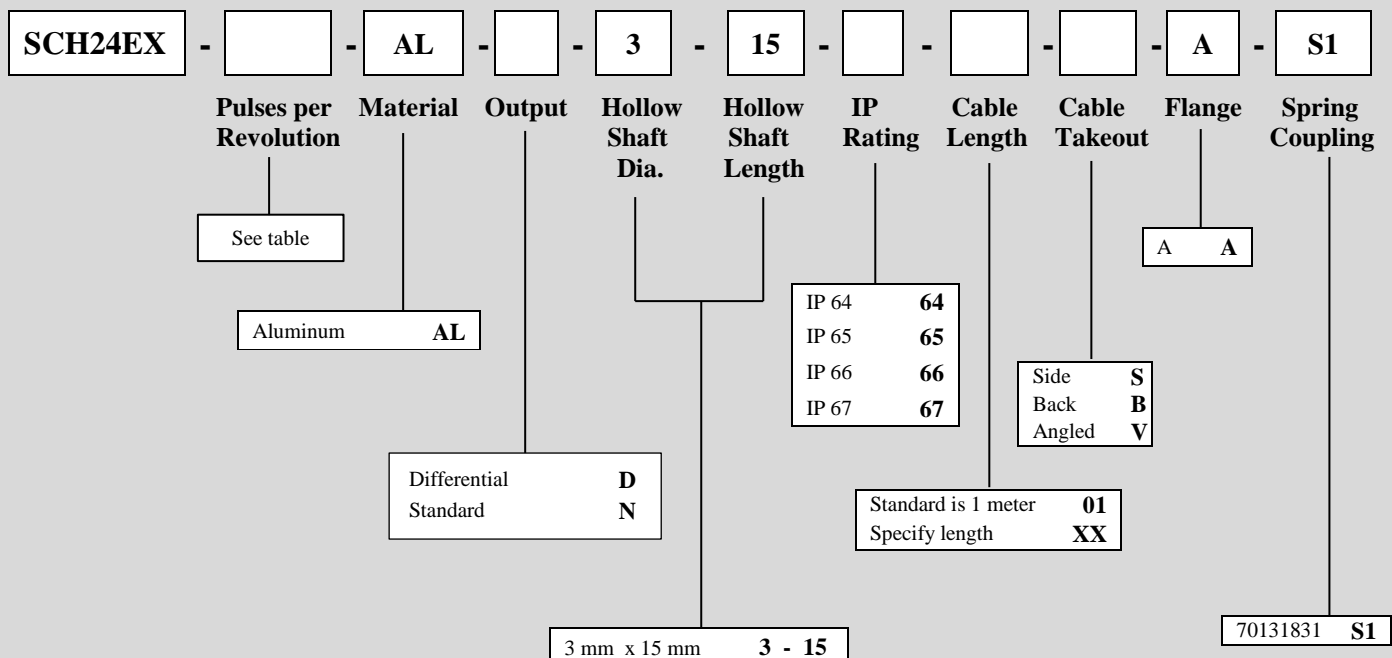 SCH24EX - - AL - - 3 - 15 - - - - A - S1
Pulses per Revolution
Material
Output
Hollow Shaft Dia.
Hollow Shaft Length
IP Rating
Cable Length
Cable Takeout
Flange
Spring Coupling
See table
A A
Aluminum AL
IP 64 64
IP 65 65
IP 66 66
IP 67 67
Side S
Back B
Angled V
Differential D
Standard N
Standard is 1 meter 01
Specify length XX
3 mm x 15 mm 3 - 15
70131831 S1